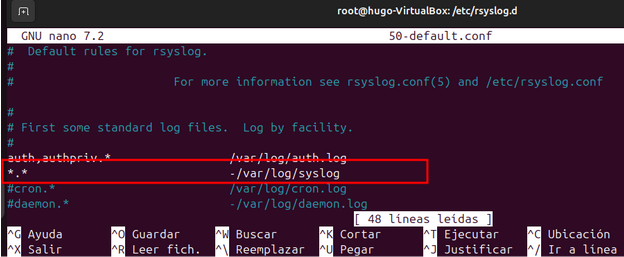 root@hugo-VirtualBox: /etc/rsyslog.d
GNU nano 7.2 50-default.conf
# Default rules for rsyslog.
#
# For more information see rsyslog.conf(5) and /etc/rsyslog.conf
#
# First some standard log files. Log by facility.
#
auth,authpriv.* /var/log/auth.log
*.* -/var/log/syslog
#cron.* /var/log/cron.log
#daemon.* -/var/log/daemon.log
[ 48 líneas leídas ]
^G Ayuda ^O Guardar ^W Buscar ^K Cortar ^T Ejecutar ^C Ubicación
^X Salir ^R Leer fich. ^\ Reemplazar ^U Pegar ^J Justificar ^/ Ir a línea